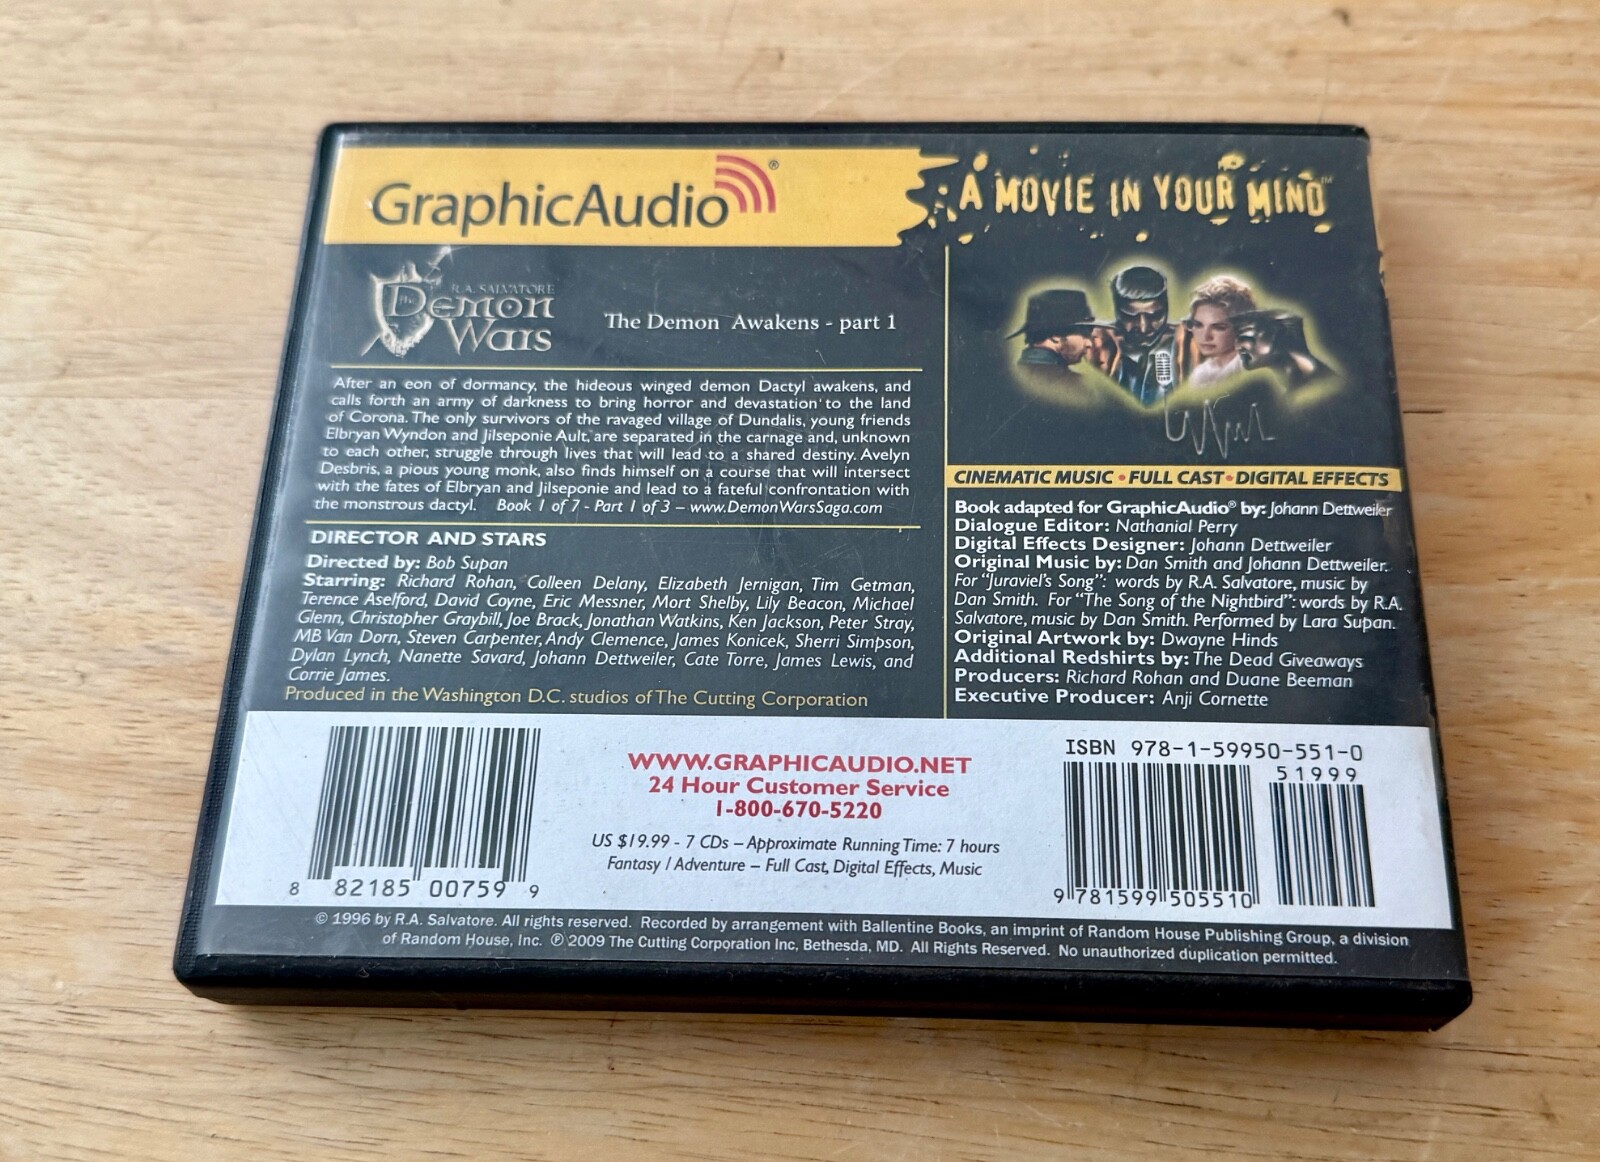 GraphicAudio®
A MOVIE IN YOUR MIND™
R.A. SALVATORE
The Demon
Wars
The Demon Awakens - part 1
After an eon of dormancy, the hideous winged demon Dactyl awakens, and
calls forth an army of darkness to bring horror and devastation to the land
of Corona. The only survivors of the ravaged village of Dundalis, young friends
Elbryan Wyndon and Jilseponie Ault, are separated in the carnage and, unknown
to each other, struggle through lives that will lead to a shared destiny. Avelyn
Desbris, a pious young monk, also finds himself on a course that will intersect
with the fates of Elbryan and Jilseponie and lead to a fateful confrontation with
the monstrous dactyl. Book 1 of 7 - Part 1 of 3 – www.DemonWarsSaga.com
DIRECTOR AND STARS
Directed by: Bob Supan
Starring: Richard Rohan, Colleen Delany, Elizabeth Jernigan, Tim Getman,
Terence Aselford, David Coyne, Eric Messner, Mort Shelby, Lily Beacon, Michael
Glenn, Christopher Graybill, Joe Brack, Jonathan Watkins, Ken Jackson, Peter Stray,
MB Van Dorn, Steven Carpenter, Andy Clemence, James Konicek, Sherri Simpson,
Dylan Lynch, Nanette Savard, Johann Dettweiler, Cate Torre, James Lewis, and
Corrie James.
Produced in the Washington D.C. studios of The Cutting Corporation
CINEMATIC MUSIC • FULL CAST • DIGITAL EFFECTS
Book adapted for GraphicAudio® by: Johann Dettweiler
Dialogue Editor: Nathanial Perry
Digital Effects Designer: Johann Dettweiler
Original Music by: Dan Smith and Johann Dettweiler.
For "Juraviel's Song": words by R.A. Salvatore, music by
Dan Smith. For "The Song of the Nightbird": words by R.A.
Salvatore, music by Dan Smith. Performed by Lara Supan.
Original Artwork by: Dwayne Hinds
Additional Redshirts by: The Dead Giveaways
Producers: Richard Rohan and Duane Beeman
Executive Producer: Anji Cornette
8 82185 00759 9
WWW.GRAPHICAUDIO.NET
24 Hour Customer Service
1-800-670-5220
US $19.99 - 7 CDs – Approximate Running Time: 7 hours
Fantasy / Adventure – Full Cast, Digital Effects, Music
ISBN 978-1-59950-551-0
51999
9 781599 505510
© 1996 by R.A. Salvatore. All rights reserved. Recorded by arrangement with Ballentine Books, an imprint of Random House Publishing Group, a division
of Random House, Inc. ℗ 2009 The Cutting Corporation Inc, Bethesda, MD. All Rights Reserved. No unauthorized duplication permitted.